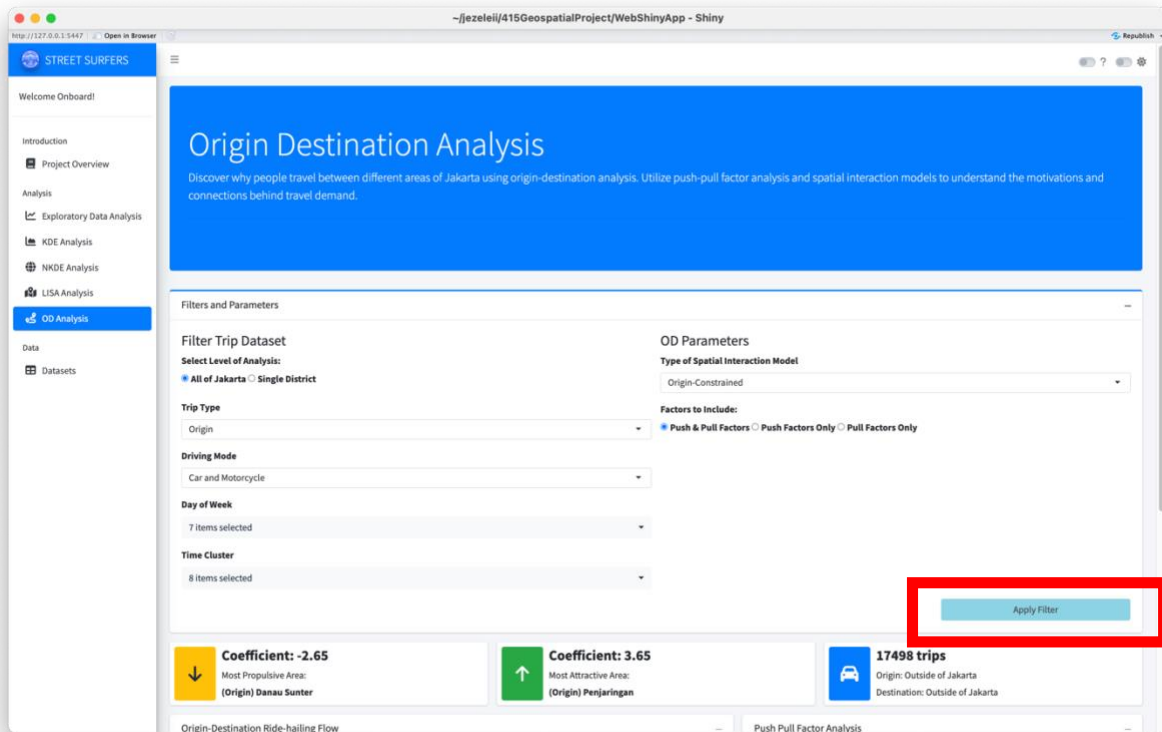 ~/jezeleii/415GeospatialProject/WebShinyApp - Shiny
http://127.0.0.1:5447 Open in Browser
Republish
STREET SURFERS
?
Welcome Onboard!
Introduction
Project Overview
Analysis
Exploratory Data Analysis
KDE Analysis
NKDE Analysis
LISA Analysis
OD Analysis
Data
Datasets
Origin Destination Analysis
Discover why people travel between different areas of Jakarta using origin-destination analysis. Utilize push-pull factor analysis and spatial interaction models to understand the motivations and
connections behind travel demand.
Filters and Parameters
Filter Trip Dataset
Select Level of Analysis:
All of Jakarta Single District
Trip Type
Origin
Driving Mode
Car and Motorcycle
Day of Week
7 items selected
Time Cluster
8 items selected
OD Parameters
Type of Spatial Interaction Model
Origin-Constrained
Factors to Include:
Push & Pull Factors Push Factors Only Pull Factors Only
Apply Filter
Coefficient: -2.65
Most Propulsive Area:
(Origin) Danau Sunter
Coefficient: 3.65
Most Attractive Area:
(Origin) Penjaringan
17498 trips
Origin: Outside of Jakarta
Destination: Outside of Jakarta
Origin-Destination Ride-hailing Flow
Push Pull Factor Analysis